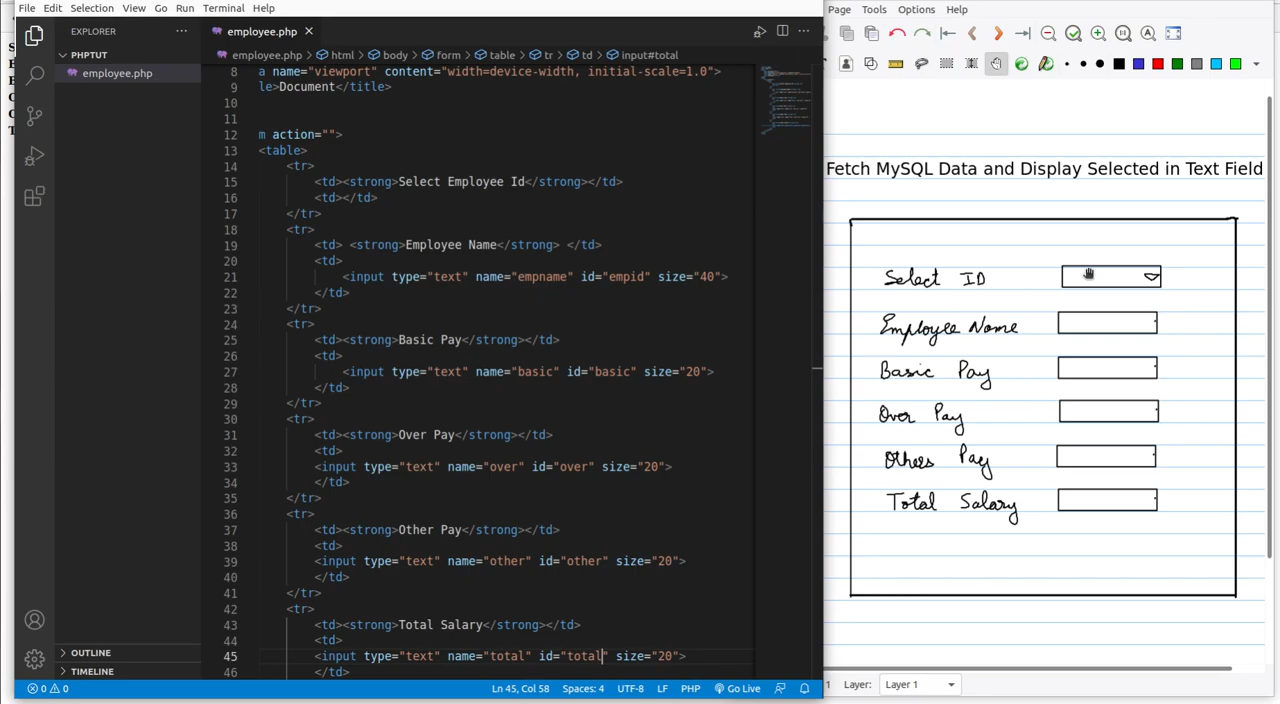 File Edit Selection View Go Run Terminal Help
EXPLORER
PHPTUT
employee.php
OUTLINE
TIMELINE
employee.php
employee.php > html > body > form > table > tr > td > input#total
8 a name="viewport" content="width=device-width, initial-scale=1.0">
9 le>Document</title>
10
11
12 m action="">
13 <table>
14 <tr>
15 <td><strong>Select Employee Id</strong></td>
16 <td></td>
17 </tr>
18 <tr>
19 <td> <strong>Employee Name</strong> </td>
20 <td>
21 <input type="text" name="empname" id="empid" size="40">
22 </td>
23 </tr>
24 <tr>
25 <td><strong>Basic Pay</strong></td>
26 <td>
27 <input type="text" name="basic" id="basic" size="20">
28 </td>
29 </tr>
30 <tr>
31 <td><strong>Over Pay</strong></td>
32 <td>
33 <input type="text" name="over" id="over" size="20">
34 </td>
35 </tr>
36 <tr>
37 <td><strong>Other Pay</strong></td>
38 <td>
39 <input type="text" name="other" id="other" size="20">
40 </td>
41 </tr>
42 <tr>
43 <td><strong>Total Salary</strong></td>
44 <td>
45 <input type="text" name="total" id="total" size="20">
46 </td>
0 0 Ln 45, Col 58 Spaces: 4 UTF-8 LF PHP Go Live
Page Tools Options Help
Fetch MySQL Data and Display Selected in Text Field
Select ID
Employee Name
Basic Pay
Over Pay
Others Pay
Total Salary
1 Layer: Layer 1